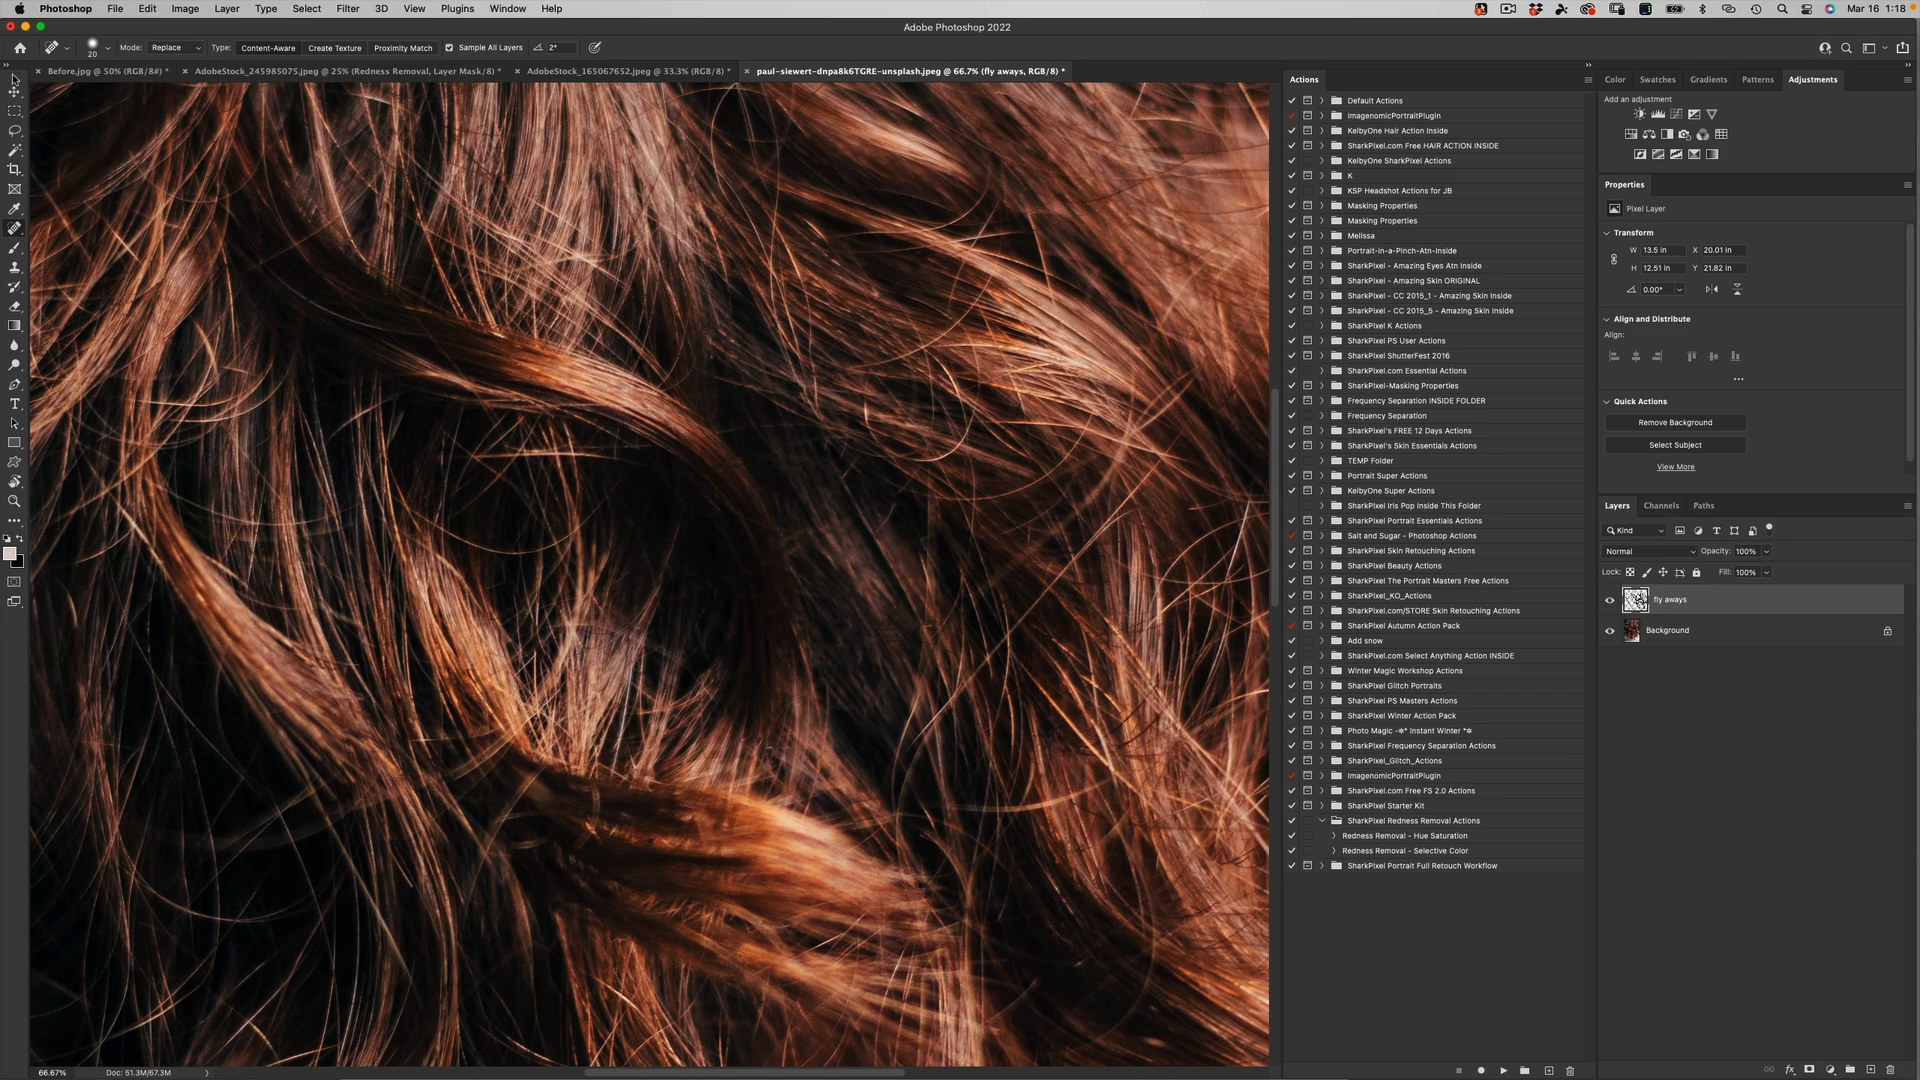 Photoshop File Edit Image Layer Type Select Filter 3D View Plugins Window Help Mar 16 1:18
Adobe Photoshop 2022
20 Mode: Replace Type: Content-Aware Create Texture Proximity Match Sample All Layers 2°
Before.jpg @ 50% (RGB/8#) * AdobeStock_245985075.jpeg @ 25% (Redness Removal, Layer Mask/8) * AdobeStock_165067652.jpeg @ 33.3% (RGB/8) * paul-siewert-dnpa8k6TGRE-unsplash.jpeg @ 66.7% (fly aways, RGB/8) *
Actions
Default Actions
ImagenomicPortraitPlugin
KelbyOne Hair Action Inside
SharkPixel.com Free HAIR ACTION INSIDE
KelbyOne SharkPixel Actions
K
KSP Headshot Actions for JB
Masking Properties
Masking Properties
Melissa
Portrait-in-a-Pinch-Atn-Inside
SharkPixel - Amazing Eyes Atn Inside
SharkPixel - Amazing Skin ORIGINAL
SharkPixel - CC 2015_1 - Amazing Skin Inside
SharkPixel - CC 2015_5 - Amazing Skin Inside
SharkPixel K Actions
SharkPixel PS User Actions
SharkPixel ShutterFest 2016
SharkPixel.com Essential Actions
SharkPixel-Masking Properties
Frequency Separation INSIDE FOLDER
Frequency Separation
SharkPixel's FREE 12 Days Actions
SharkPixel's Skin Essentials Actions
TEMP Folder
Portrait Super Actions
KelbyOne Super Actions
SharkPixel Iris Pop Inside This Folder
SharkPixel Portrait Essentials Actions
Salt and Sugar - Photoshop Actions
SharkPixel Skin Retouching Actions
SharkPixel Beauty Actions
SharkPixel The Portrait Masters Free Actions
SharkPixel_KO_Actions
SharkPixel.com/STORE Skin Retouching Actions
SharkPixel Autumn Action Pack
Add snow
SharkPixel.com Select Anything Action INSIDE
Winter Magic Workshop Actions
SharkPixel Glitch Portraits
SharkPixel PS Masters Actions
SharkPixel Winter Action Pack
Photo Magic -✲* Instant Winter *✲
SharkPixel Frequency Separation Actions
SharkPixel_Glitch_Actions
ImagenomicPortraitPlugin
SharkPixel.com Free FS 2.0 Actions
SharkPixel Starter Kit
SharkPixel Redness Removal Actions
Redness Removal - Hue Saturation
Redness Removal - Selective Color
SharkPixel Portrait Full Retouch Workflow
Color Swatches Gradients Patterns Adjustments
Add an adjustment
Properties
Pixel Layer
Transform
W 13.5 in X 20.01 in
H 12.51 in Y 21.82 in
0.00°
Align and Distribute
Align:
Quick Actions
Remove Background
Select Subject
View More
Layers Channels Paths
Kind
Normal Opacity: 100%
Lock: Fill: 100%
fly aways
Background
66.67% Doc: 51.3M/67.3M